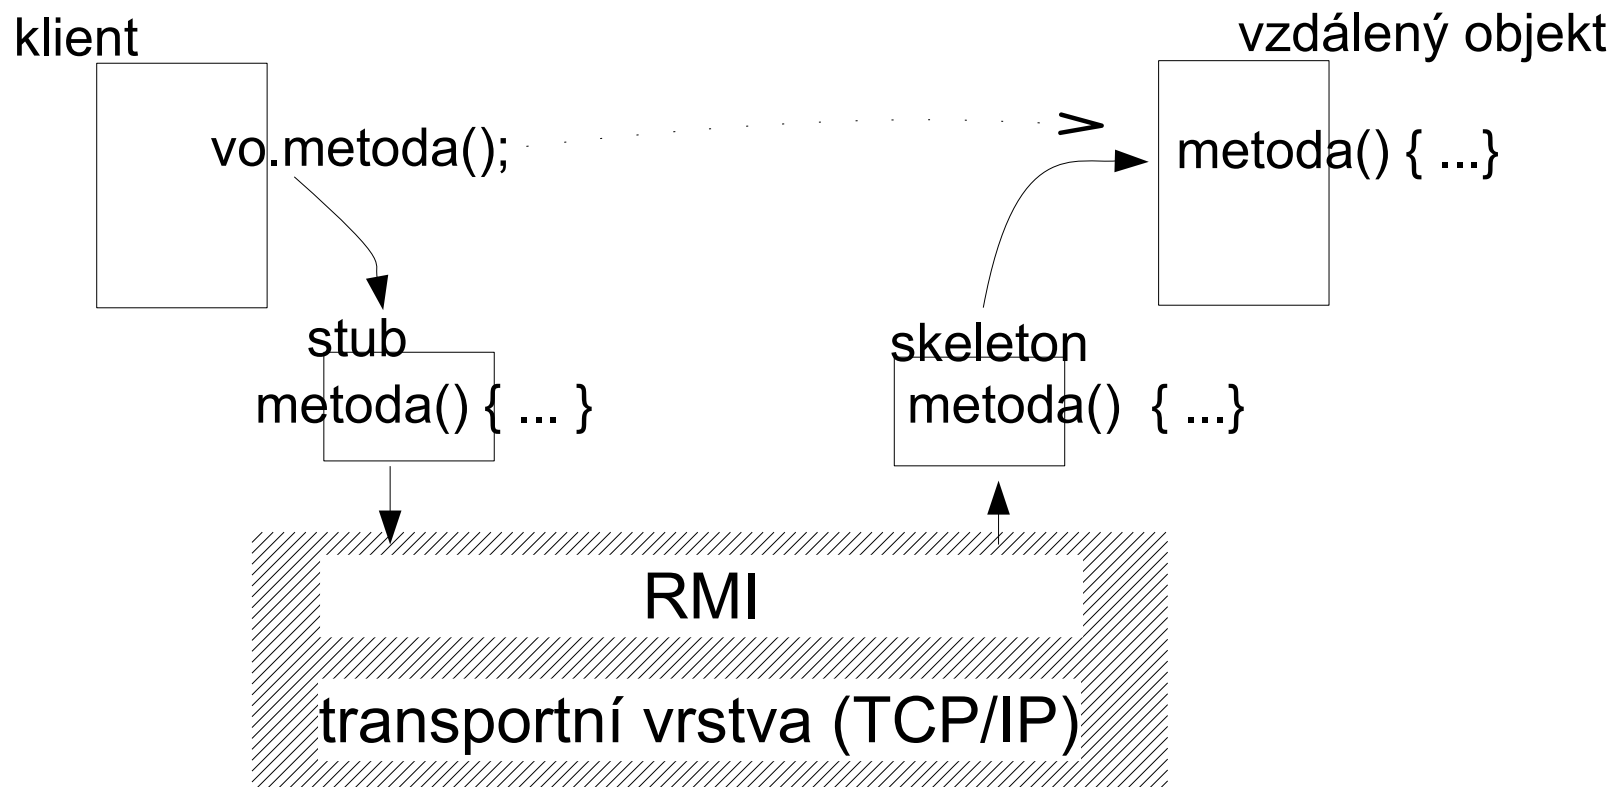 klient
vzdálený objekt
vo.metoda();
metoda() { ...}
stub
skeleton
metoda() { ... }
metoda() { ...}
RMI
transportní vrstva (TCP/IP)